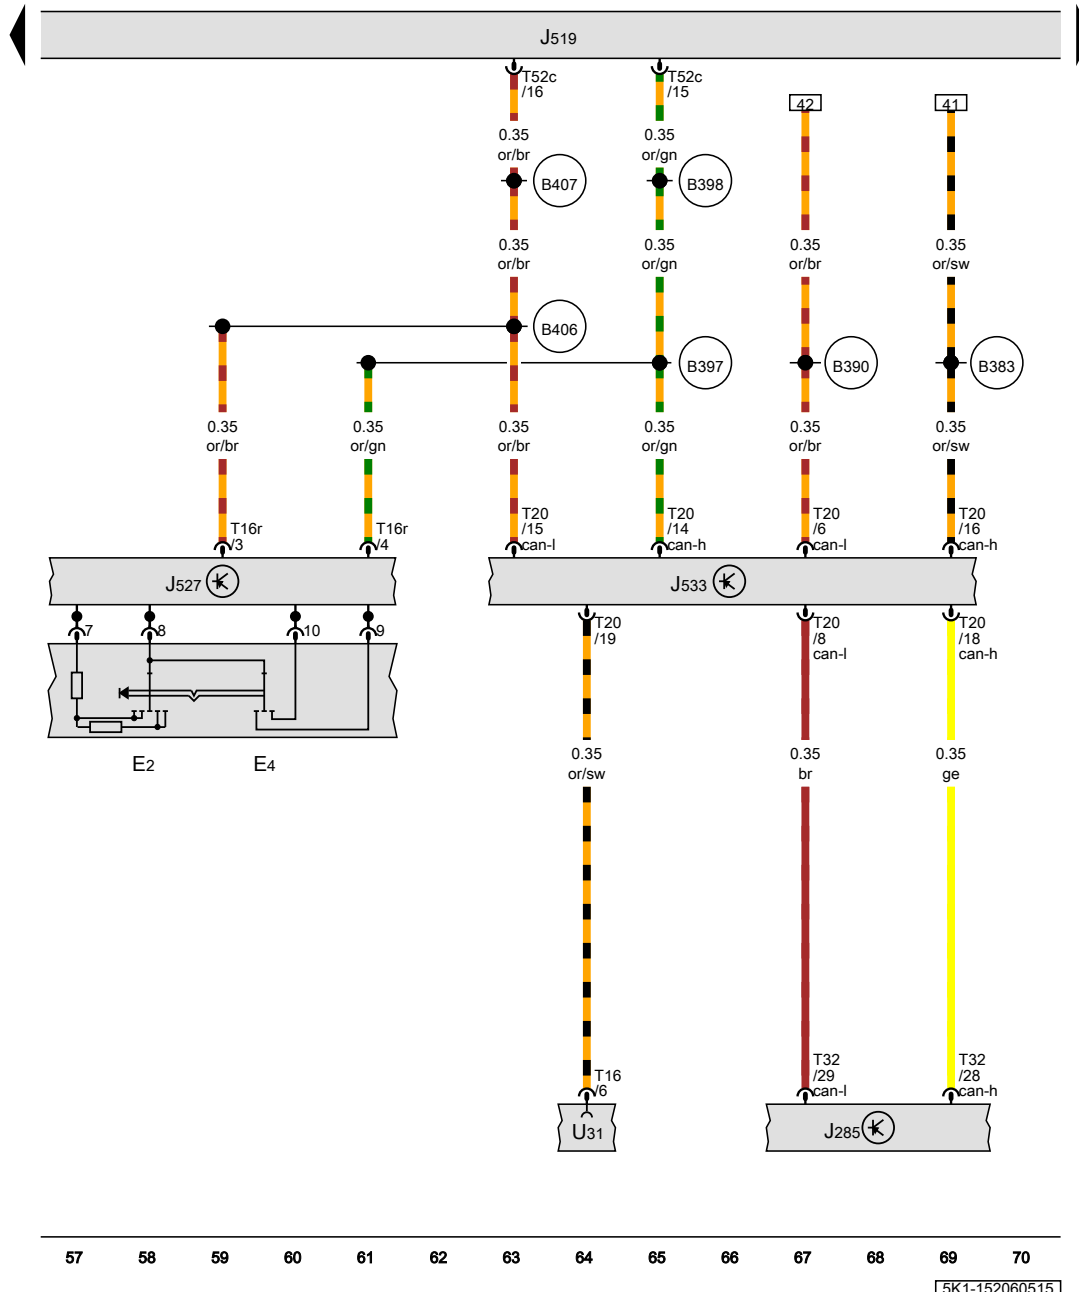 J519
T52c
/16
T52c
/15
42
41
0.35
or/br
0.35
or/gn
B407
B398
0.35
or/br
0.35
or/gn
0.35
or/br
0.35
or/sw
B406
B397
B390
B383
0.35
or/br
0.35
or/gn
0.35
or/br
0.35
or/gn
0.35
or/br
0.35
or/sw
T16r
/3
T16r
/4
T20
/15
can-l
T20
/14
can-h
T20
/6
can-l
T20
/16
can-h
J527
J533
7
8
10
9
T20
/19
T20
/8
can-l
T20
/18
can-h
E2
E4
0.35
or/sw
0.35
br
0.35
ge
T16
/6
T32
/29
can-l
T32
/28
can-h
U31
J285
57 58 59 60 61 62 63 64 65 66 67 68 69 70
5K1-152060515